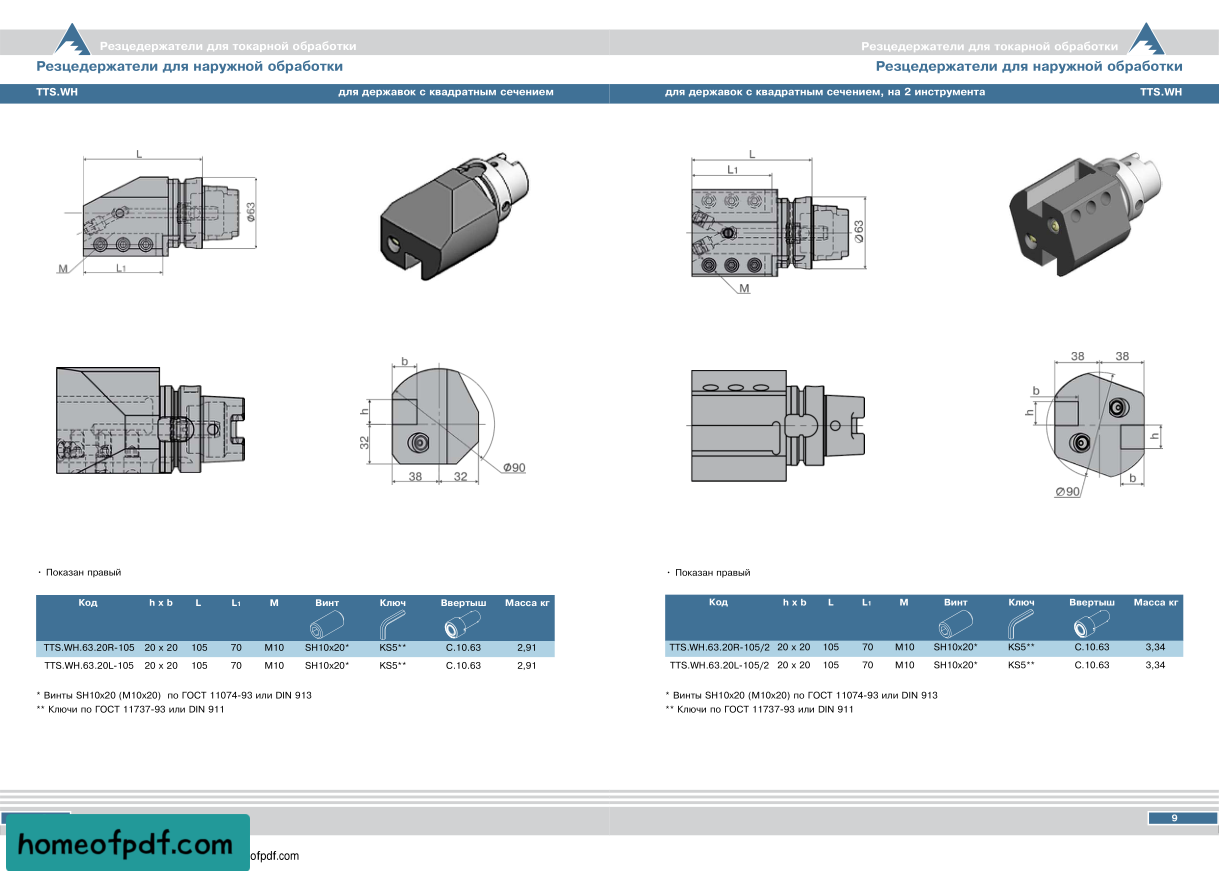 Резцедержатели для токарной обработки
Резцедержатели для наружной обработки
TTS.WH для державок с квадратным сечением
L
Ø63
M
L1
b
h
32
38
32
Ø90
· Показан правый
Код h x b L L1 M Винт Ключ Ввертыш Масса кг
TTS.WH.63.20R-105 20 x 20 105 70 M10 SH10x20* KS5** C.10.63 2,91
TTS.WH.63.20L-105 20 x 20 105 70 M10 SH10x20* KS5** C.10.63 2,91
* Винты SH10x20 (M10x20) по ГОСТ 11074-93 или DIN 913
** Ключи по ГОСТ 11737-93 или DIN 911
Резцедержатели для токарной обработки
Резцедержатели для наружной обработки
для державок с квадратным сечением, на 2 инструмента TTS.WH
L
L1
Ø63
M
38
38
b
h
h
b
Ø90
· Показан правый
Код h x b L L1 M Винт Ключ Ввертыш Масса кг
TTS.WH.63.20R-105/2 20 x 20 105 70 M10 SH10x20* KS5** C.10.63 3,34
TTS.WH.63.20L-105/2 20 x 20 105 70 M10 SH10x20* KS5** C.10.63 3,34
* Винты SH10x20 (M10x20) по ГОСТ 11074-93 или DIN 913
** Ключи по ГОСТ 11737-93 или DIN 911
9
homeofpdf.com
ofpdf.com